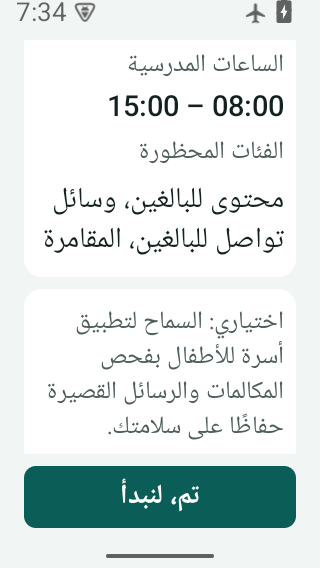 7:34
الساعات المدرسية
08:00 – 15:00
الفئات المحظورة
محتوى للبالغين، وسائل
تواصل للبالغين، المقامرة
اختياري: السماح لتطبيق
أسرة للأطفال بفحص
المكالمات والرسائل القصيرة
حفاظًا على سلامتك.
تم، لنبدأ